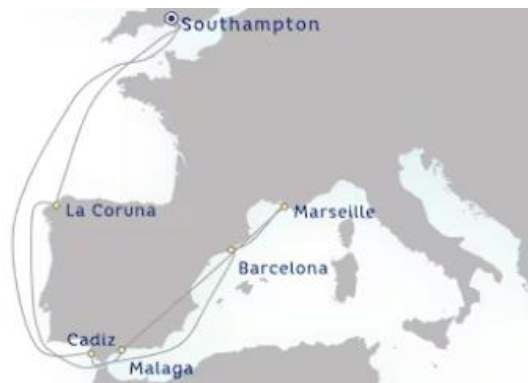 Southampton
La Coruna
Marseille
Barcelona
Cadiz
Malaga